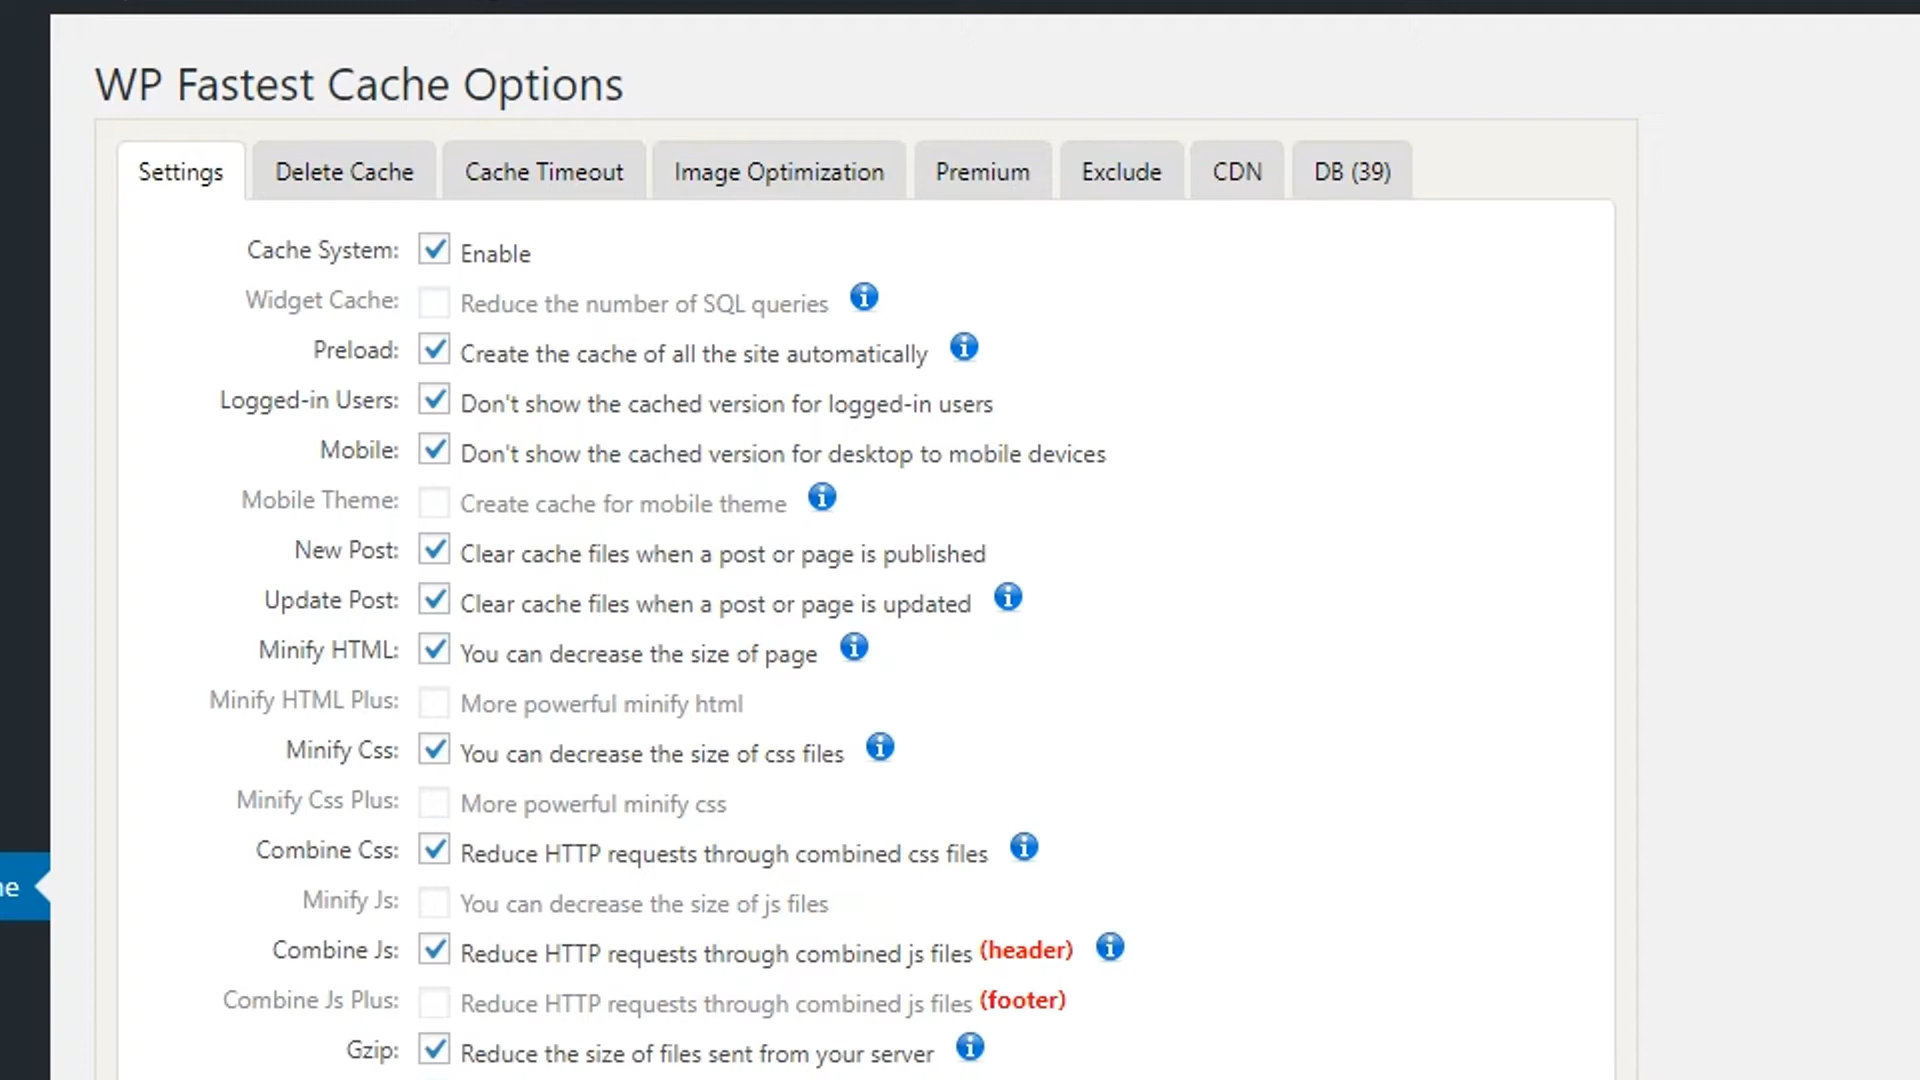 WP Fastest Cache Options
Settings Delete Cache Cache Timeout Image Optimization Premium Exclude CDN DB (39)
Cache System: Enable
Widget Cache: Reduce the number of SQL queries
Preload: Create the cache of all the site automatically
Logged-in Users: Don't show the cached version for logged-in users
Mobile: Don't show the cached version for desktop to mobile devices
Mobile Theme: Create cache for mobile theme
New Post: Clear cache files when a post or page is published
Update Post: Clear cache files when a post or page is updated
Minify HTML: You can decrease the size of page
Minify HTML Plus: More powerful minify html
Minify Css: You can decrease the size of css files
Minify Css Plus: More powerful minify css
Combine Css: Reduce HTTP requests through combined css files
Minify Js: You can decrease the size of js files
Combine Js: Reduce HTTP requests through combined js files (header)
Combine Js Plus: Reduce HTTP requests through combined js files (footer)
Gzip: Reduce the size of files sent from your server